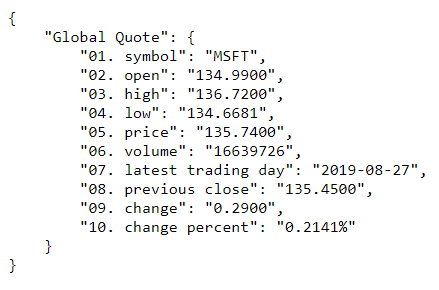 {
    "Global Quote": {
        "01. symbol": "MSFT",
        "02. open": "134.9900",
        "03. high": "136.7200",
        "04. low": "134.6681",
        "05. price": "135.7400",
        "06. volume": "16639726",
        "07. latest trading day": "2019-08-27",
        "08. previous close": "135.4500",
        "09. change": "0.2900",
        "10. change percent": "0.2141%"
    }
}